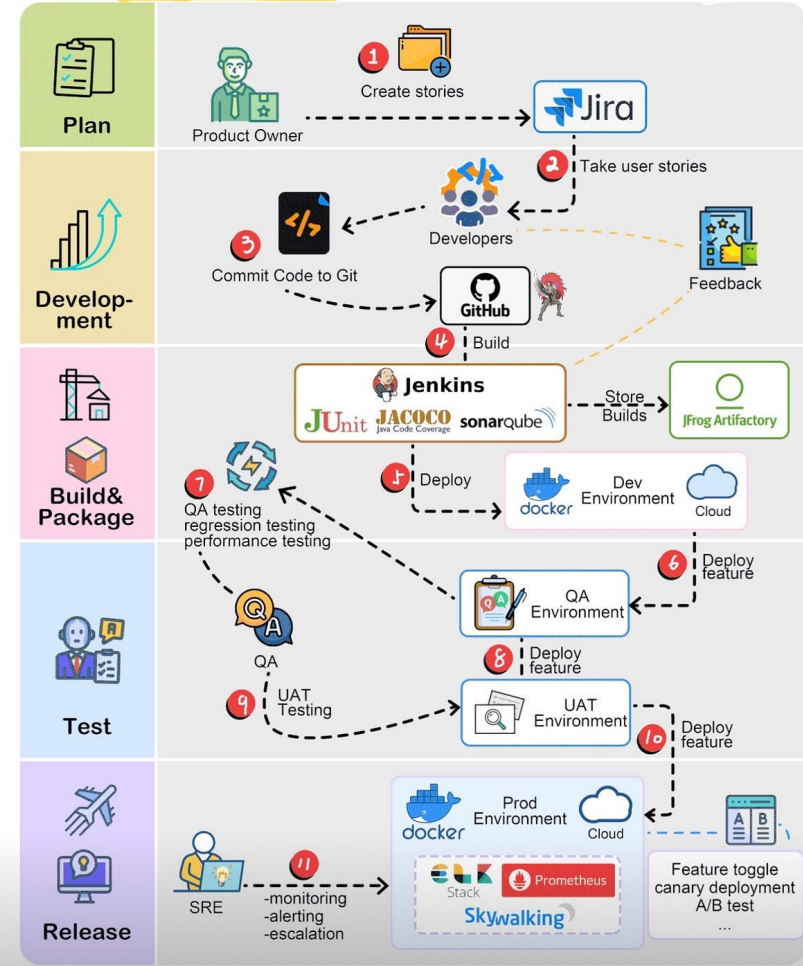 Plan
1
Create stories
Product Owner
Jira
2
Take user stories
Develop-
ment
</>
Developers
3
Commit Code to Git
GitHub
Feedback
4
Build
Build&
Package
Jenkins
JUnit
JACOCO
Java Code Coverage
sonarqube
Store
Builds
JFrog Artifactory
5
Deploy
docker
Dev
Environment
Cloud
7
QA testing
regression testing
performance testing
6
Deploy
feature
Test
A
QA
QA
Environment
Q A
QA
8
Deploy
feature
9
UAT
Testing
UAT
Environment
10
Deploy
feature
Release
SRE
11
-monitoring
-alerting
-escalation
docker
Prod
Environment
Cloud
ELK
Stack
Prometheus
Skywalking
A B
Feature toggle
canary deployment
A/B test
...